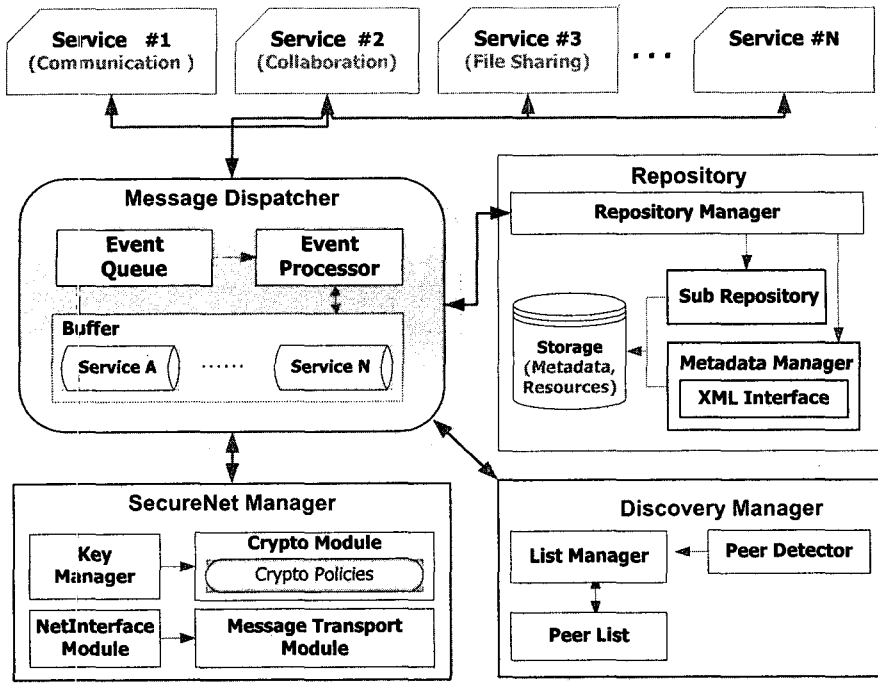 Service #1
(Communication )
Service #2
(Collaboration)
Service #3
(File Sharing)
...
Service #N
Message Dispatcher
Event
Queue
Event
Processor
Buffer
Service A
......
Service N
Repository
Repository Manager
Sub Repository
Storage
(Metadata,
Resources)
Metadata Manager
XML Interface
SecureNet Manager
Key
Manager
Crypto Module
Crypto Policies
NetInterface
Module
Message Transport
Module
Discovery Manager
List Manager
Peer Detector
Peer List